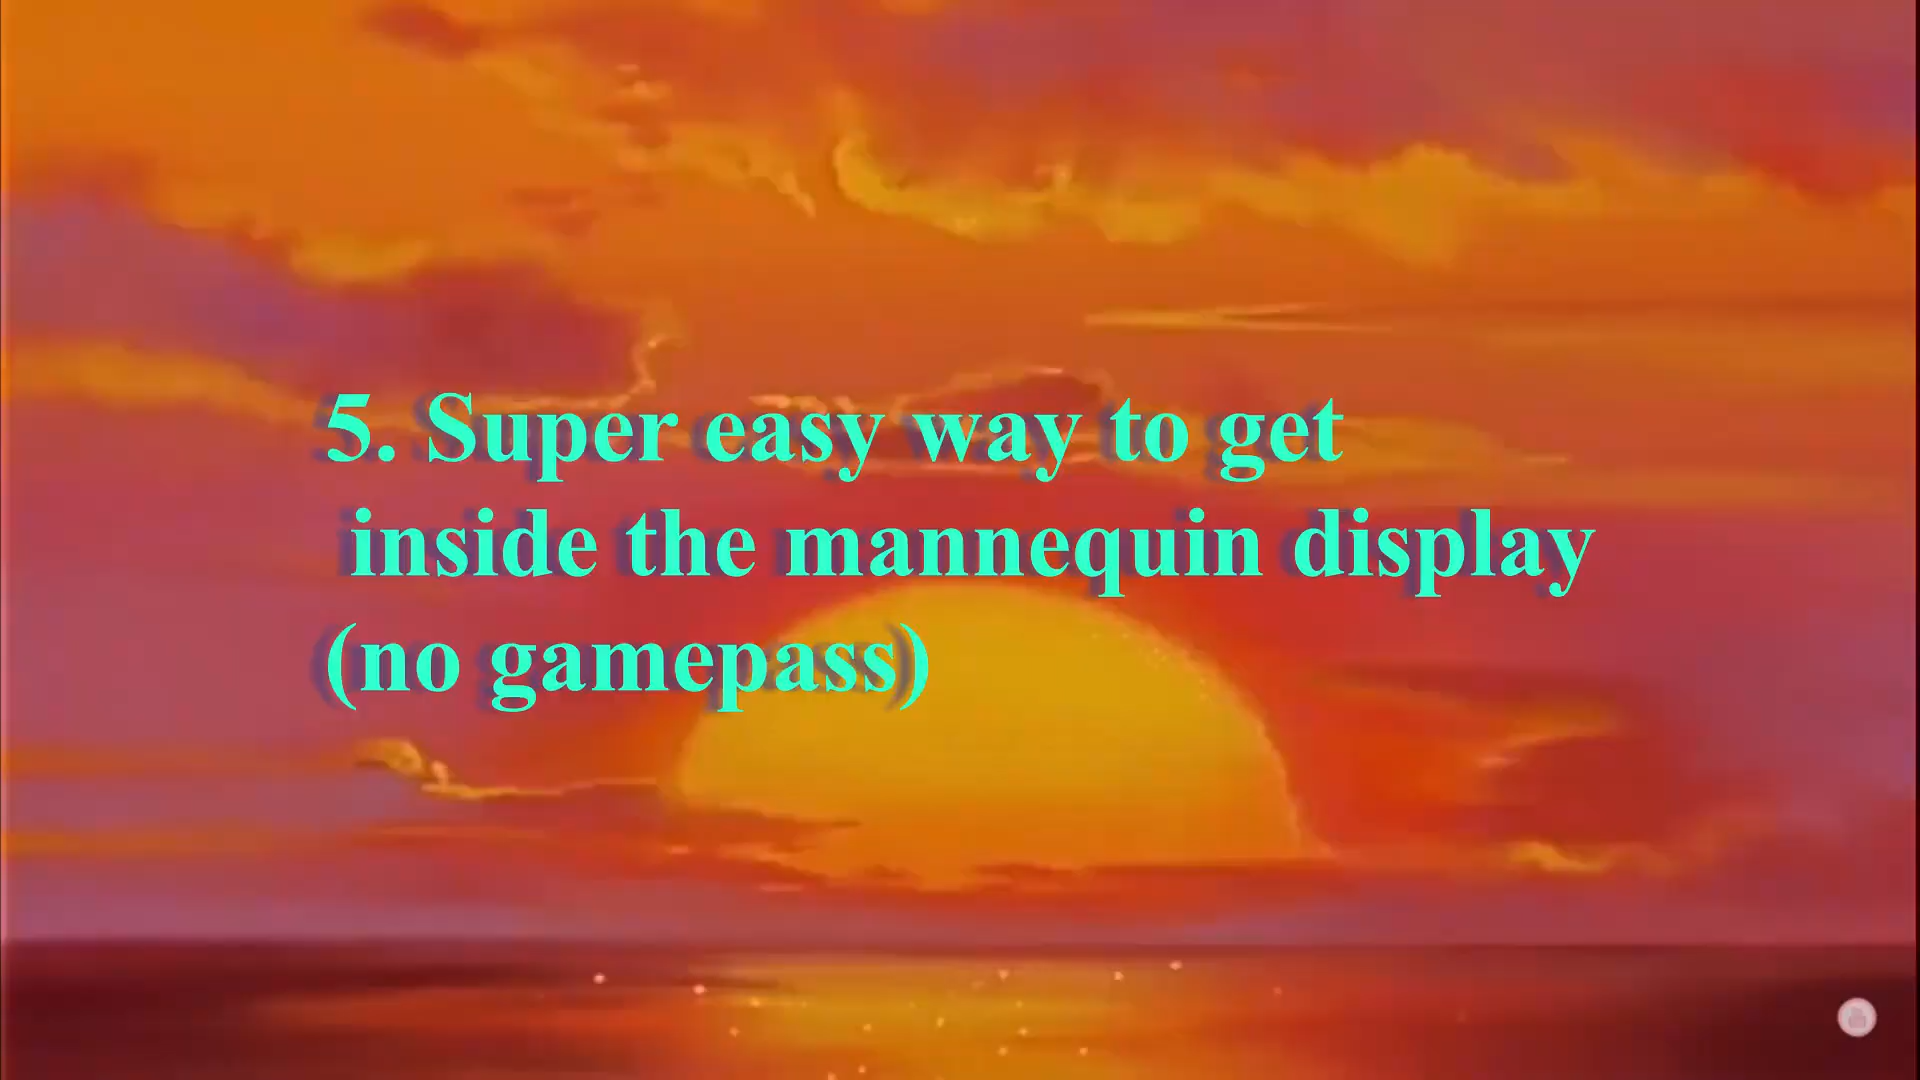 5. Super easy way to get
inside the mannequin display
(no gamepass)